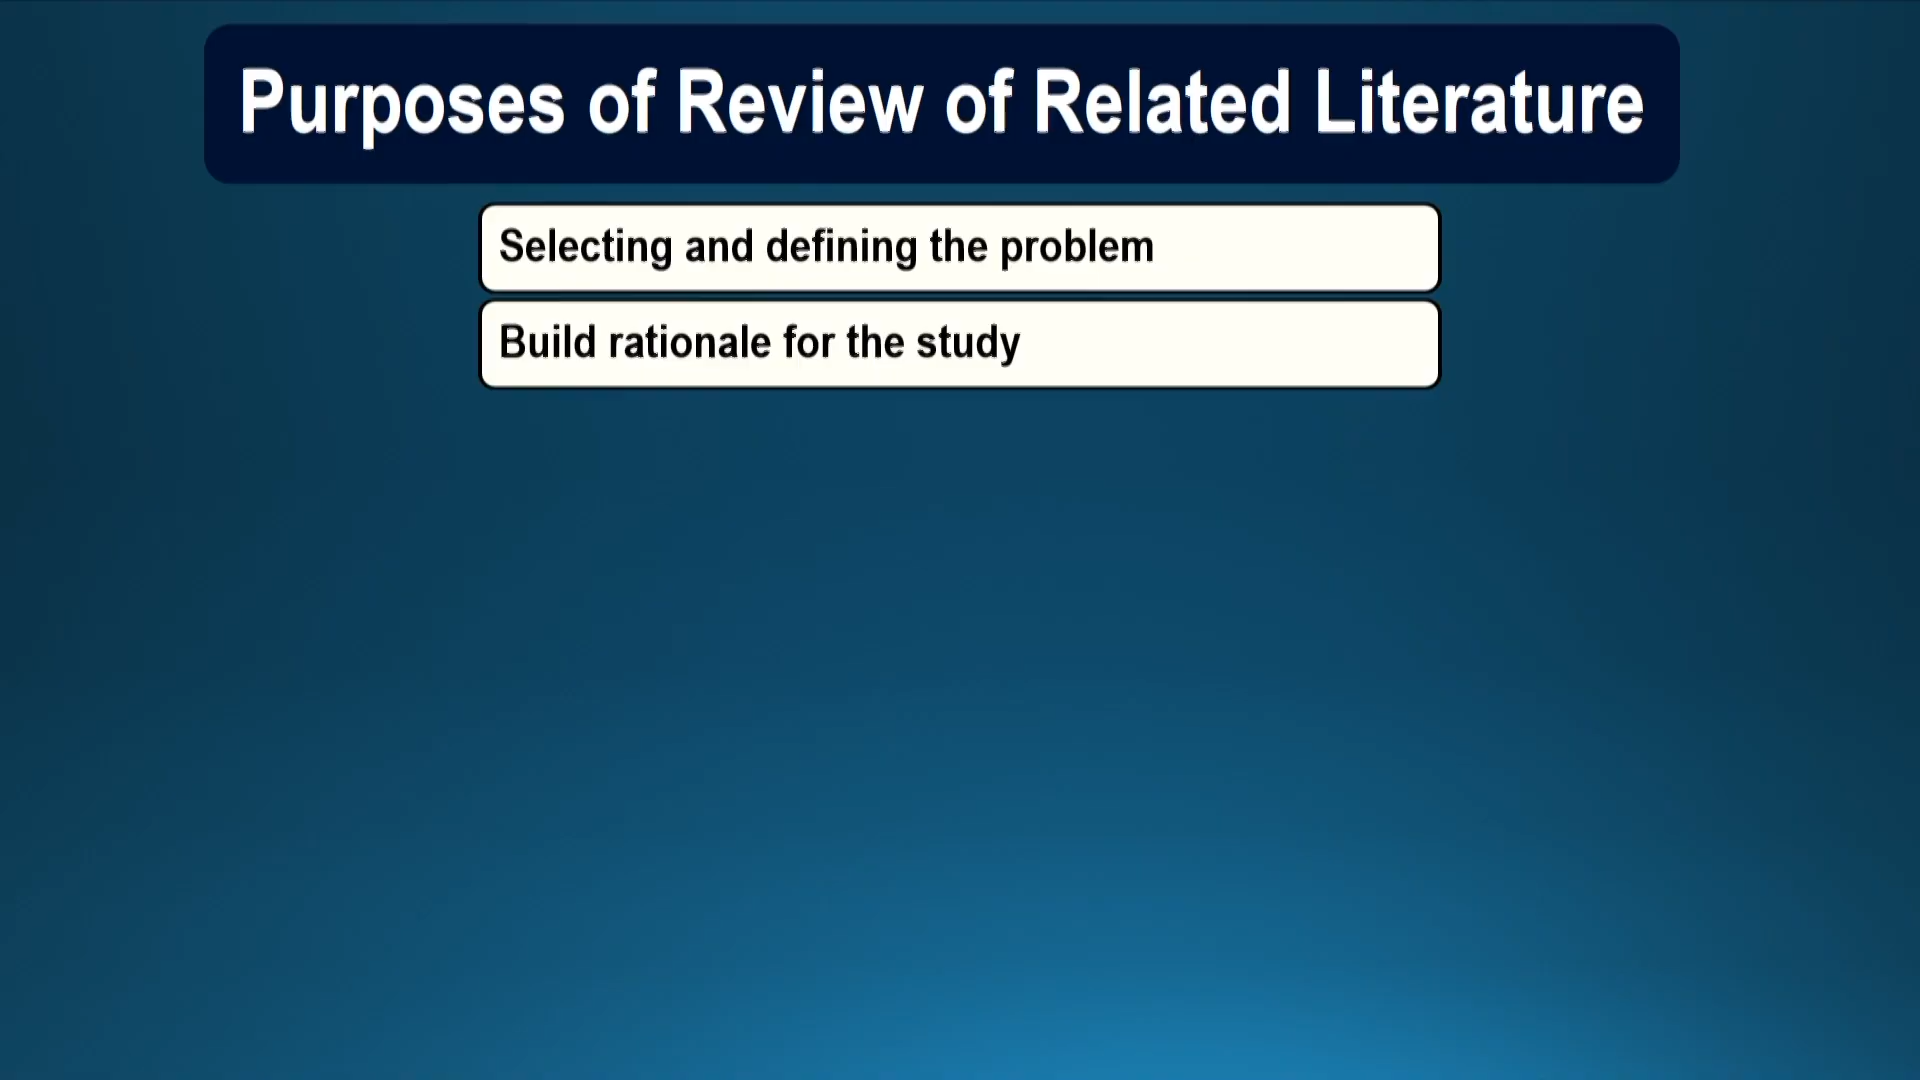 Purposes of Review of Related Literature
Selecting and defining the problem
Build rationale for the study